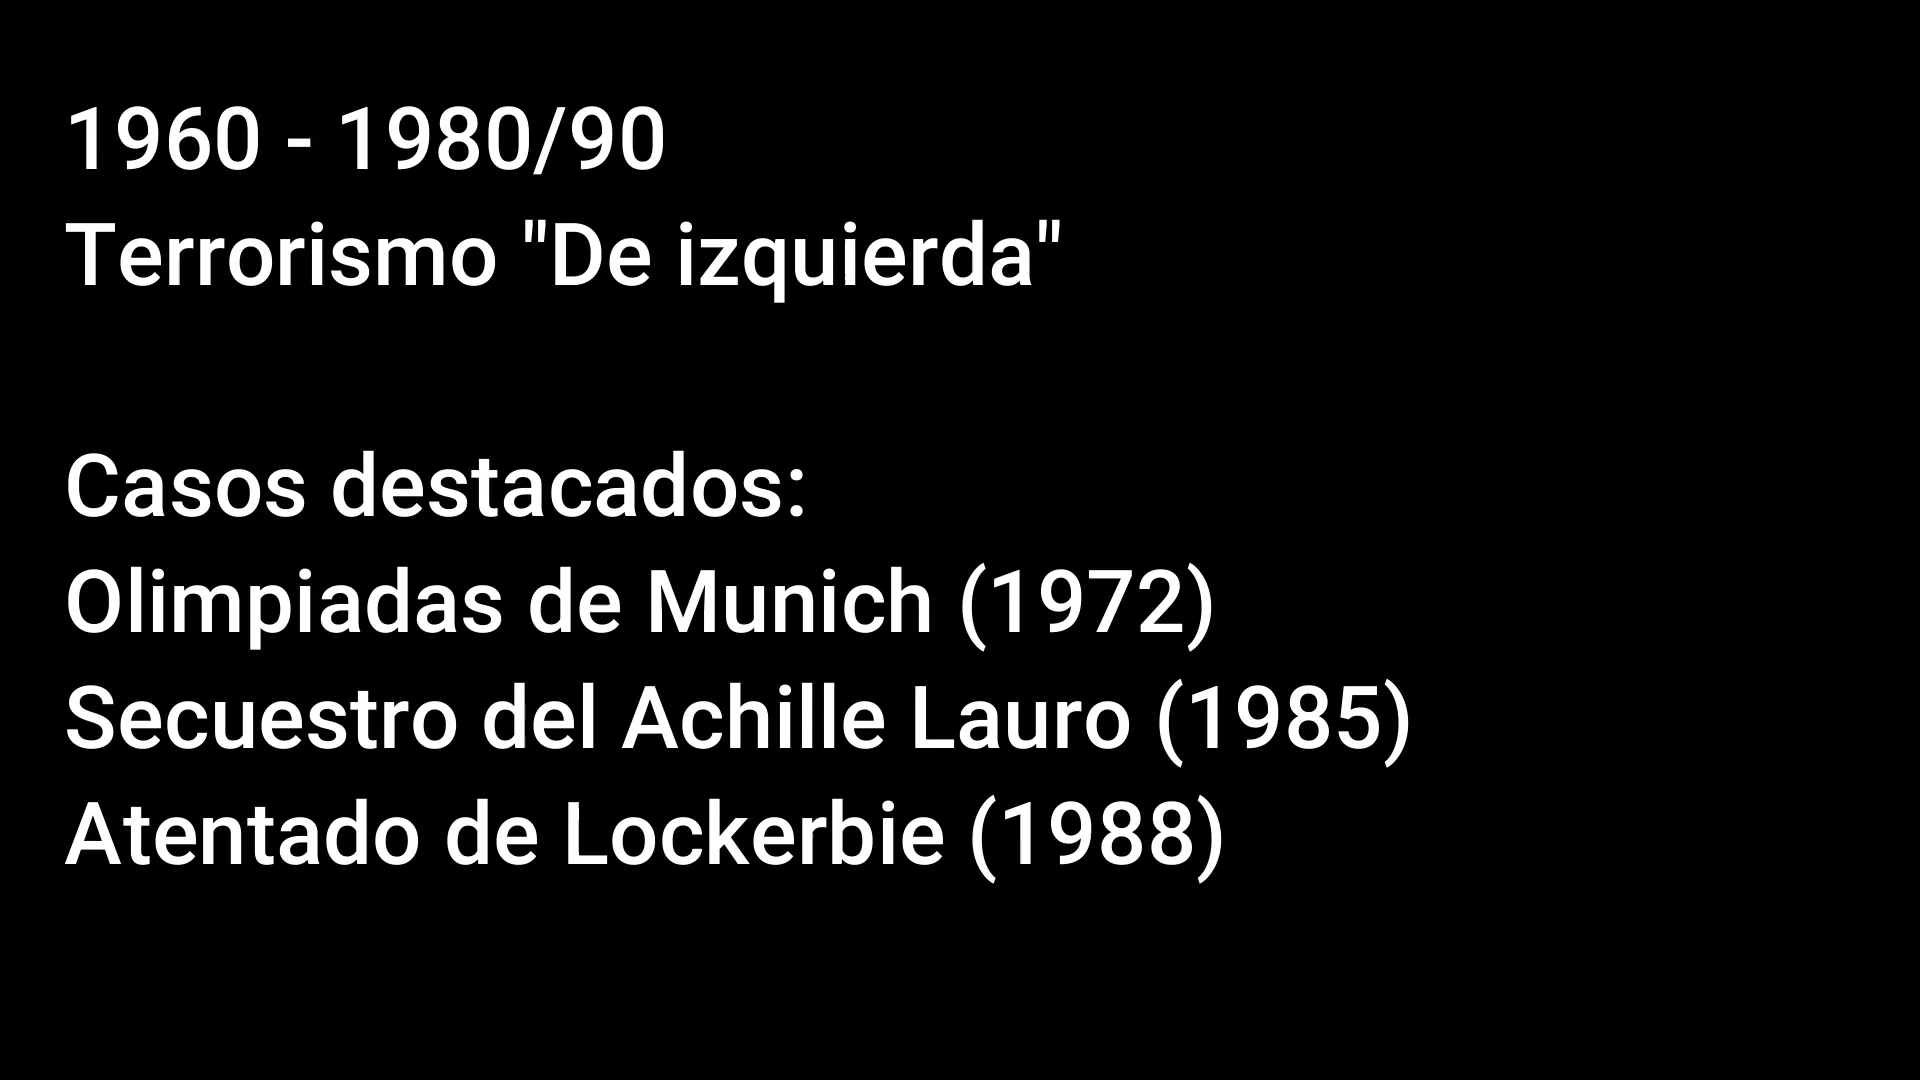 1960 - 1980/90
Terrorismo "De izquierda"
Casos destacados:
Olimpiadas de Munich (1972)
Secuestro del Achille Lauro (1985)
Atentado de Lockerbie (1988)